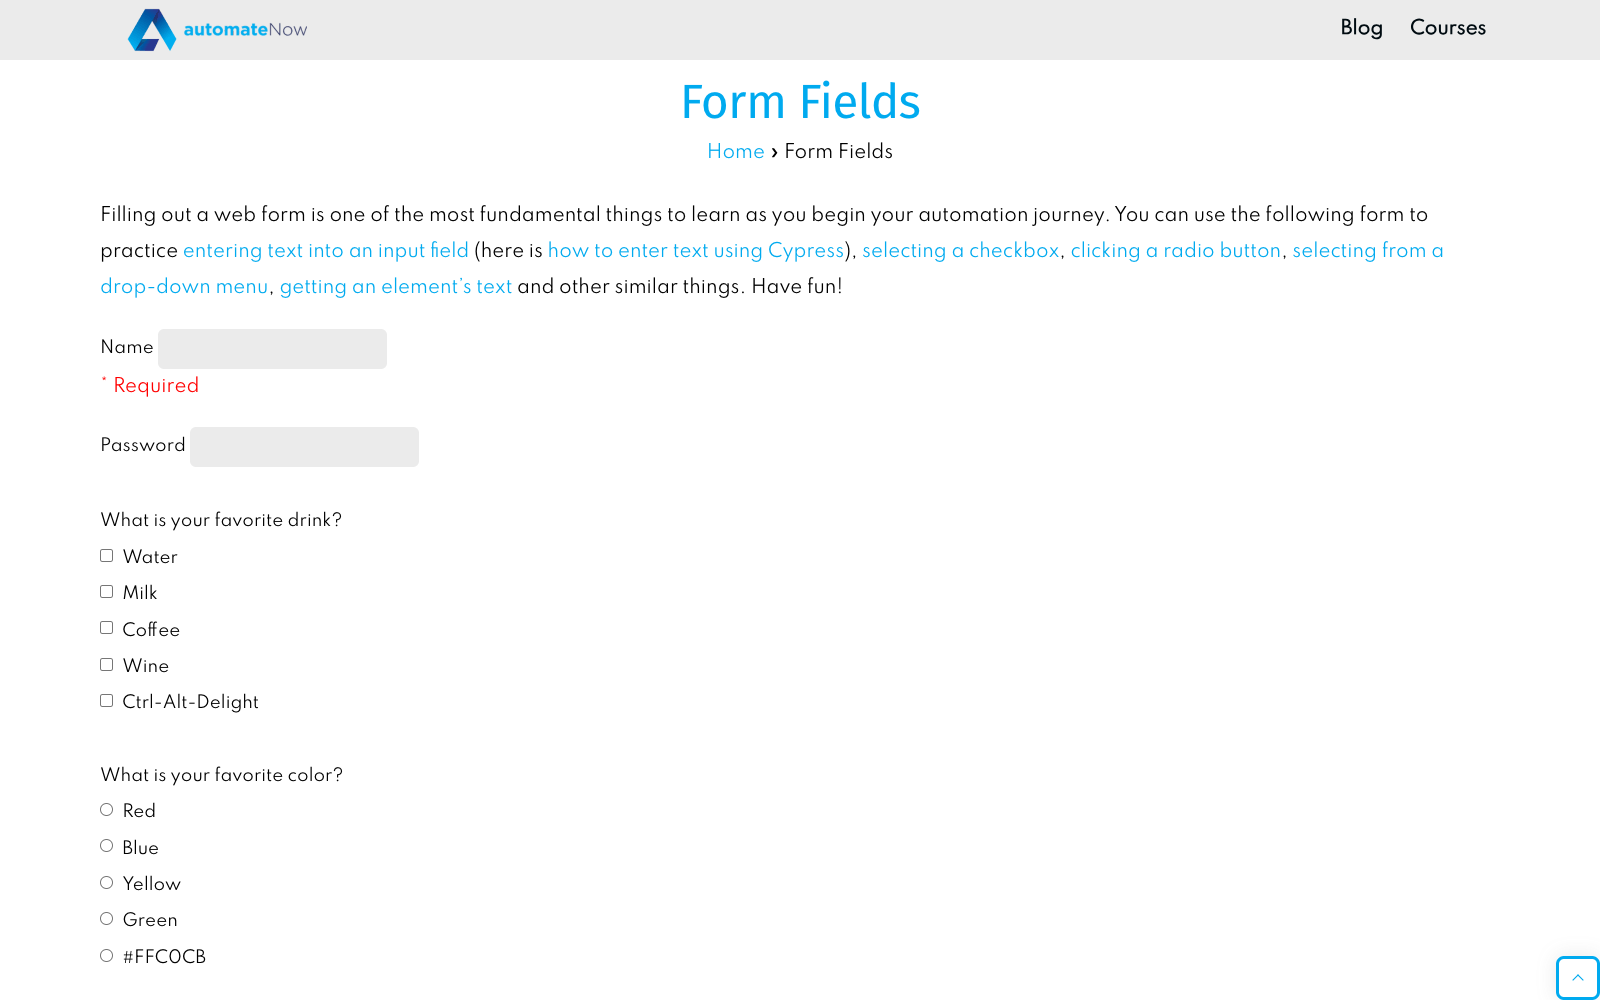 automateNow
Blog Courses
Form Fields
Home › Form Fields
Filling out a web form is one of the most fundamental things to learn as you begin your automation journey. You can use the following form to
practice entering text into an input field (here is how to enter text using Cypress), selecting a checkbox, clicking a radio button, selecting from a
drop-down menu, getting an element’s text and other similar things. Have fun!
Name
* Required
Password
What is your favorite drink?
Water
Milk
Coffee
Wine
Ctrl-Alt-Delight
What is your favorite color?
Red
Blue
Yellow
Green
#FFC0CB